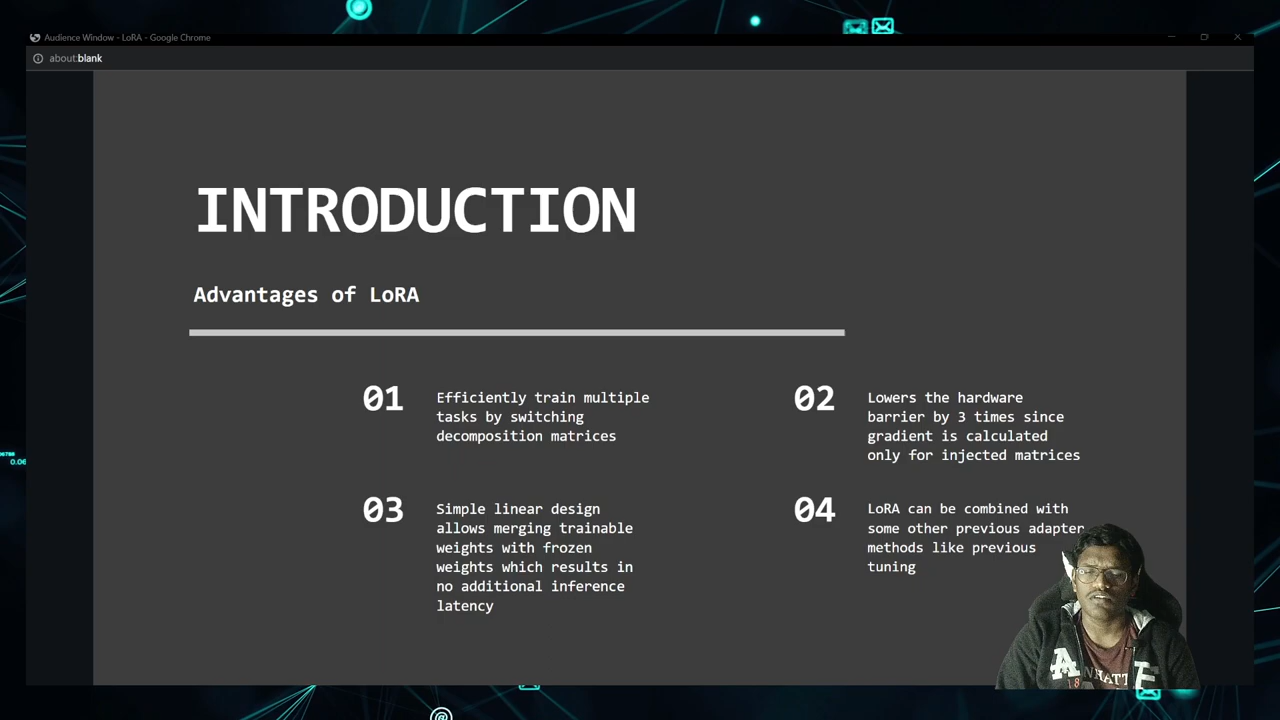 Audience Window - LoRA - Google Chrome
about:blank
INTRODUCTION
Advantages of LoRA
01
Efficiently train multiple
tasks by switching
decomposition matrices
02
Lowers the hardware
barrier by 3 times since
gradient is calculated
only for injected matrices
03
Simple linear design
allows merging trainable
weights with frozen
weights which results in
no additional inference
latency
04
LoRA can be combined with
some other previous adapter
methods like previous
tuning
0.06